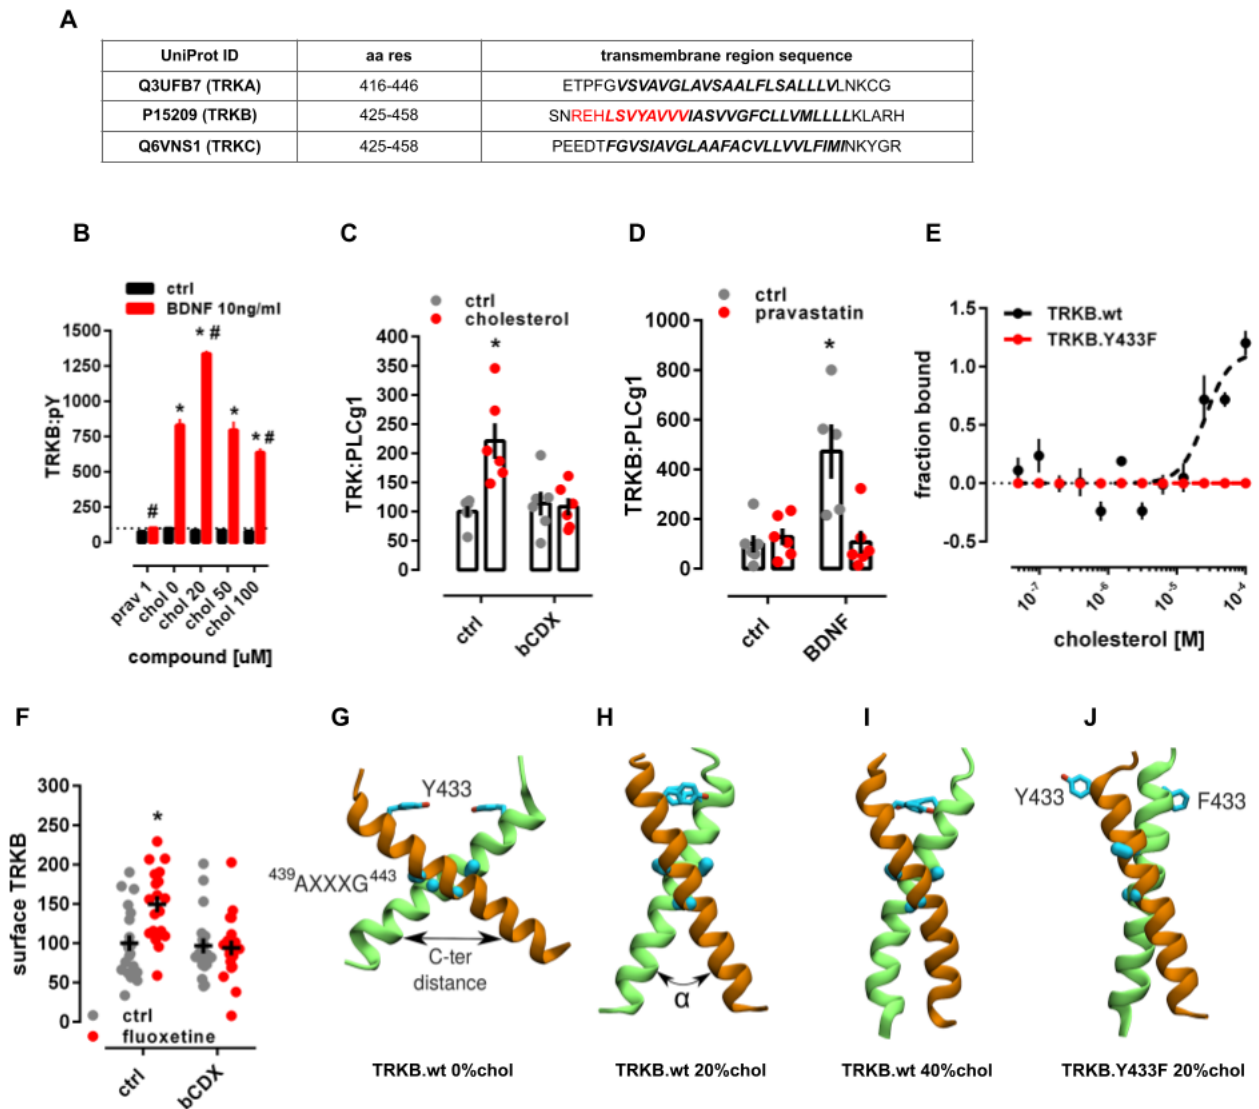 A
UniProt ID aa res transmembrane region sequence
Q3UFB7 (TRKA) 416-446 ETPFGVSVAVGLAVSAALFLSALLLVLNKCG
P15209 (TRKB) 425-458 SNREHLSVYAVVVIASVVGFCLLVMLLLLKLARH
Q6VNS1 (TRKC) 425-458 PEEDTFGVSIAVGLAAFACVLLVVLFIMINKYGR
B
ctrl
BDNF 10ng/ml
TRKB:pY
1500
1250
1000
750
500
250
0
#
*
* #
*
* #
prav 1
chol 0
chol 20
chol 50
chol 100
compound [uM]
C
ctrl
cholesterol
TRK:PLCg1
400
350
300
250
200
150
100
50
0
*
ctrl
bCDX
D
ctrl
pravastatin
TRKB:PLCg1
1000
800
600
400
200
0
*
ctrl
BDNF
E
TRKB.wt
TRKB.Y433F
fraction bound
1.5
1.0
0.5
0.0
-0.5
10-7
10-6
10-5
10-4
cholesterol [M]
F
surface TRKB
300
250
200
150
100
50
0
*
ctrl
fluoxetine
ctrl
bCDX
G
Y433
439AXXXG443
C-ter
distance
TRKB.wt 0%chol
H
α
TRKB.wt 20%chol
I
TRKB.wt 40%chol
J
Y433
F433
TRKB.Y433F 20%chol